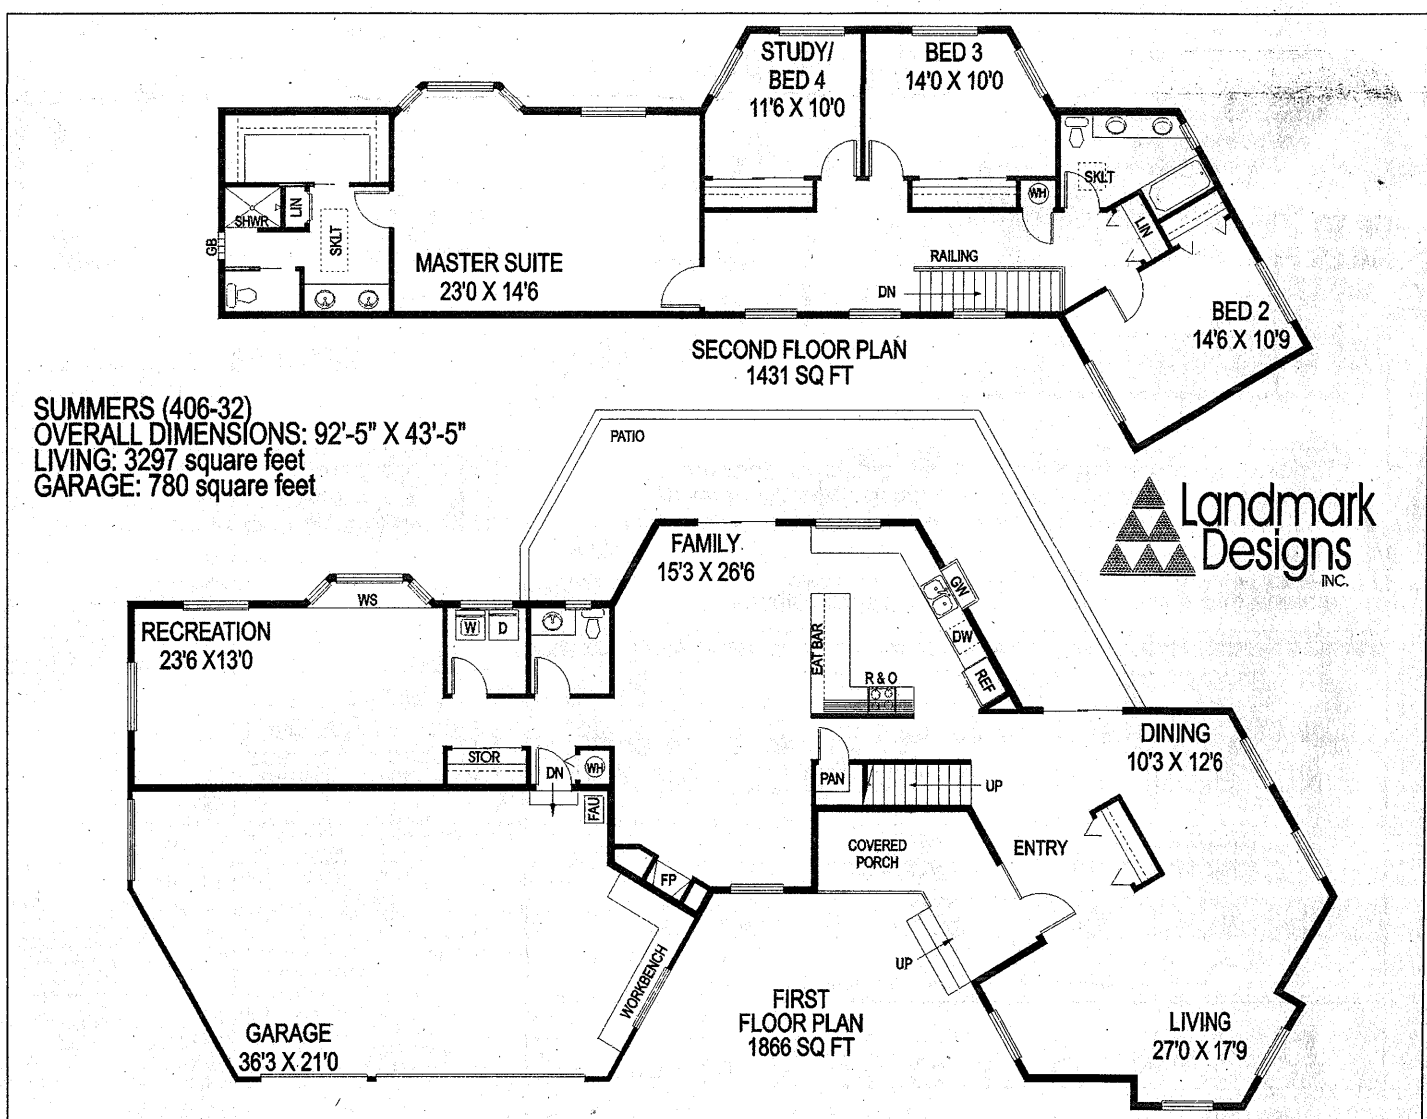 STUDY/
BED 4
11'6 X 10'0
BED 3
14'0 X 10'0
SHWR
LIN
SKLT
GB
MASTER SUITE
23'0 X 14'6
WH
SKLT
LIN
RAILING
DN
BED 2
14'6 X 10'9
SECOND FLOOR PLAN
1431 SQ FT
SUMMERS (406-32)
OVERALL DIMENSIONS: 92'-5" X 43'-5"
LIVING: 3297 square feet
GARAGE: 780 square feet
PATIO
Landmark
Designs
INC.
FAMILY
15'3 X 26'6
GW
DW
REF
EAT BAR
R & O
WS
RECREATION
23'6 X13'0
W
D
STOR
DN
WH
FAU
PAN
UP
DINING
10'3 X 12'6
COVERED
PORCH
ENTRY
FP
WORKBENCH
UP
GARAGE
36'3 X 21'0
FIRST
FLOOR PLAN
1866 SQ FT
LIVING
27'0 X 17'9